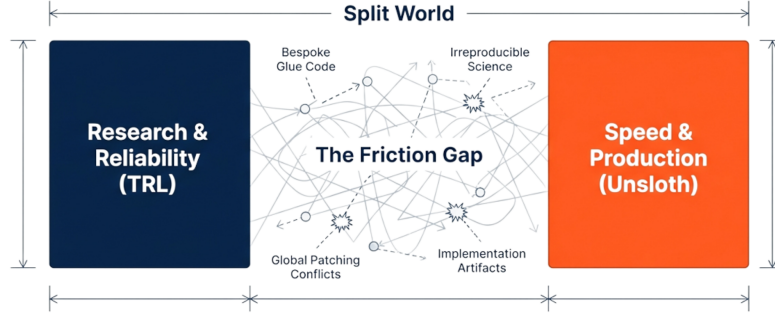 Split World
Bespoke
Glue Code
Irreproducible
Science
Research &
Reliability
(TRL)
The Friction Gap
Speed &
Production
(Unsloth)
Global Patching
Conflicts
Implementation
Artifacts